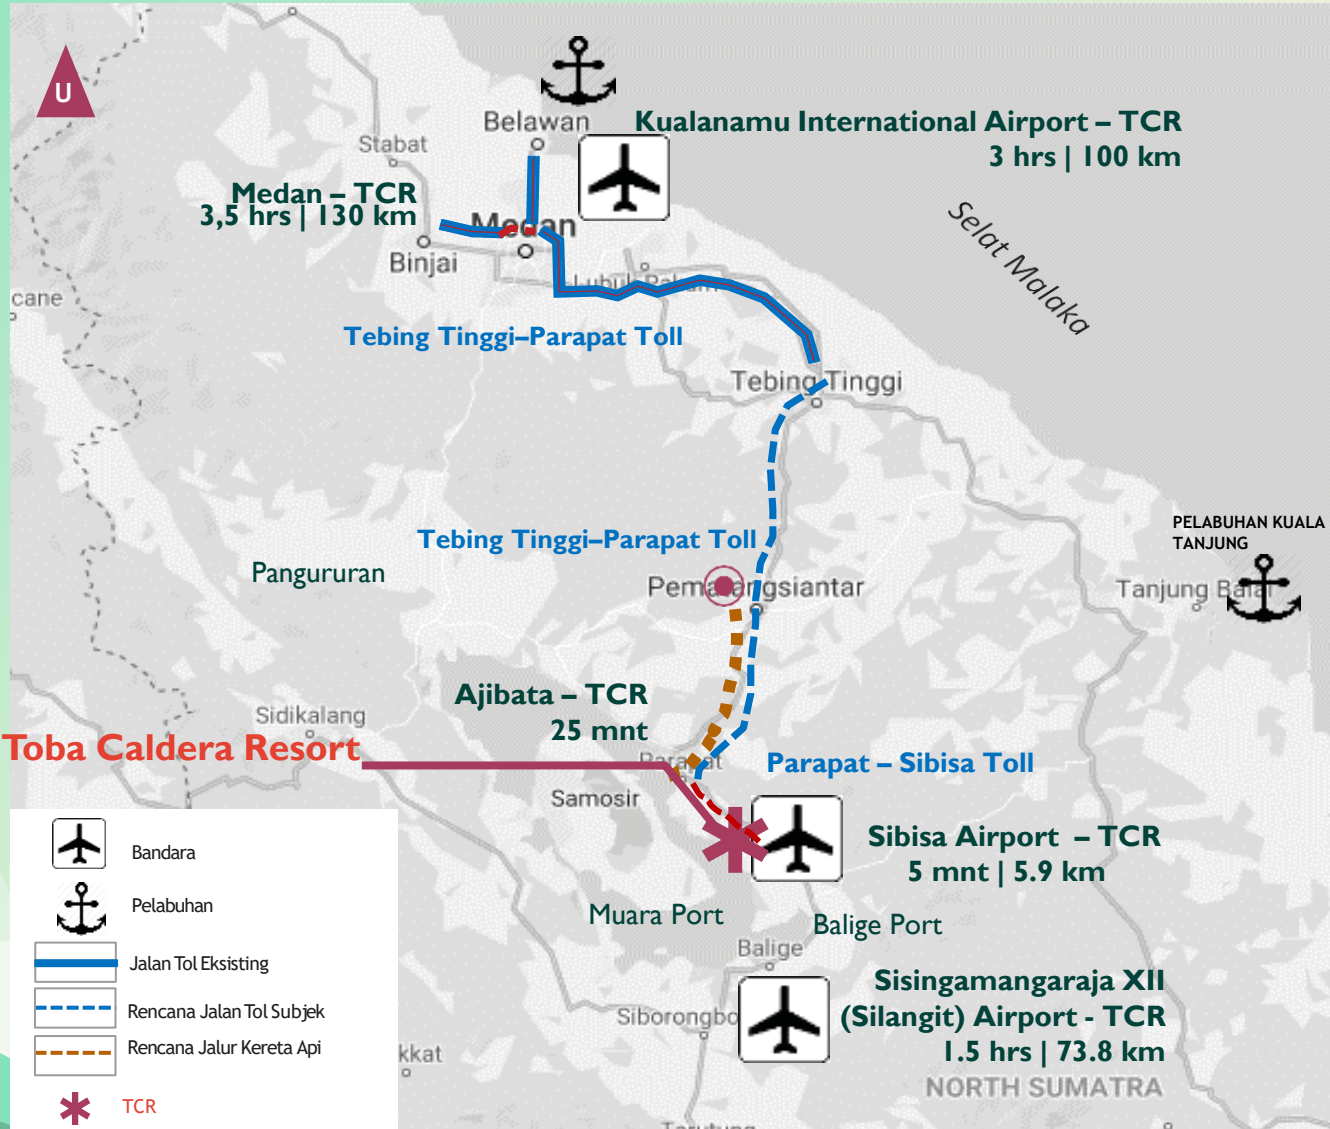 U
Belawan
Stabat
Kualanamu International Airport – TCR
3 hrs | 100 km
Medan – TCR
3,5 hrs | 130 km
Medan
Binjai
Selat Malaka
cane
Tebing Tinggi–Parapat Toll
Tebing Tinggi
PELABUHAN KUALA
TANJUNG
Tebing Tinggi–Parapat Toll
Pangururan
Pematangsiantar
Tanjung Balai
Ajibata – TCR
25 mnt
Sidikalang
Toba Caldera Resort
Parapat
Parapat – Sibisa Toll
Samosir
Sibisa Airport – TCR
5 mnt | 5.9 km
Muara Port
Balige Port
Balige
Sisingamangaraja XII
(Silangit) Airport - TCR
1.5 hrs | 73.8 km
Siborongbo
kkat
NORTH SUMATRA
Bandara
Pelabuhan
Jalan Tol Eksisting
Rencana Jalan Tol Subjek
Rencana Jalur Kereta Api
TCR